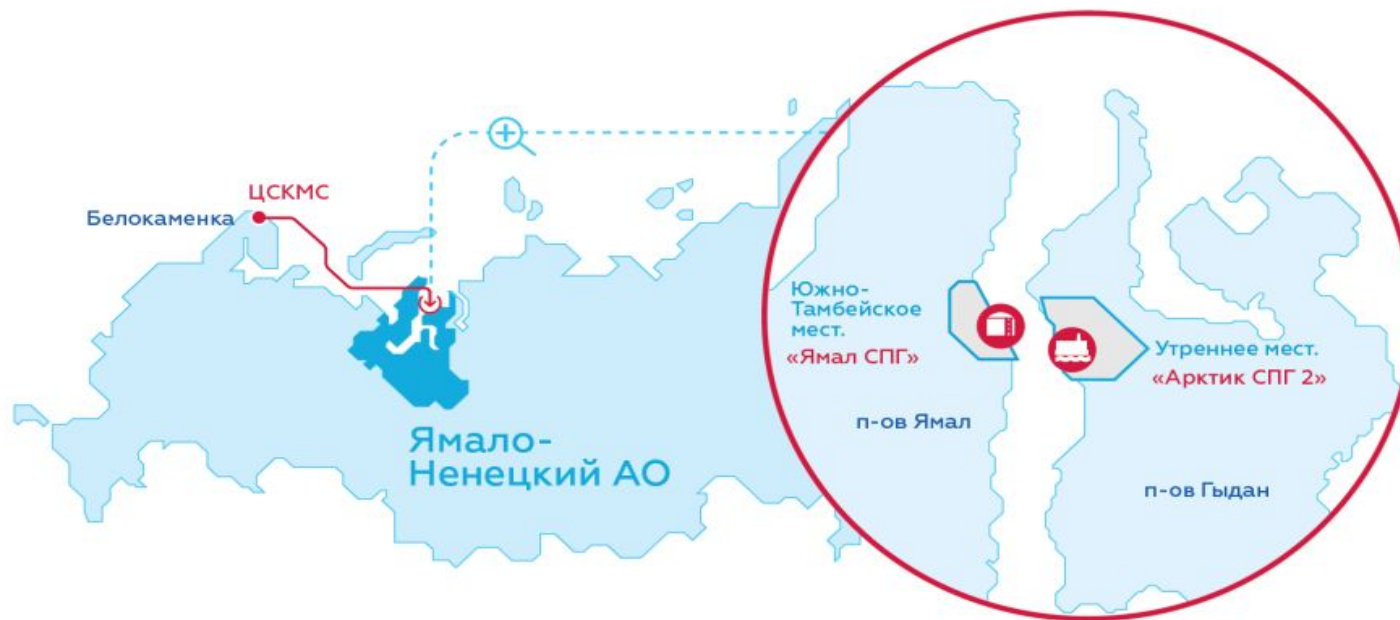 ЦСКМС
Белокаменка
Ямало-
Ненецкий АО
Южно-
Тамбейское
мест.
«Ямал СПГ»
п-ов Ямал
Утреннее мест.
«Арктик СПГ 2»
п-ов Гыдан